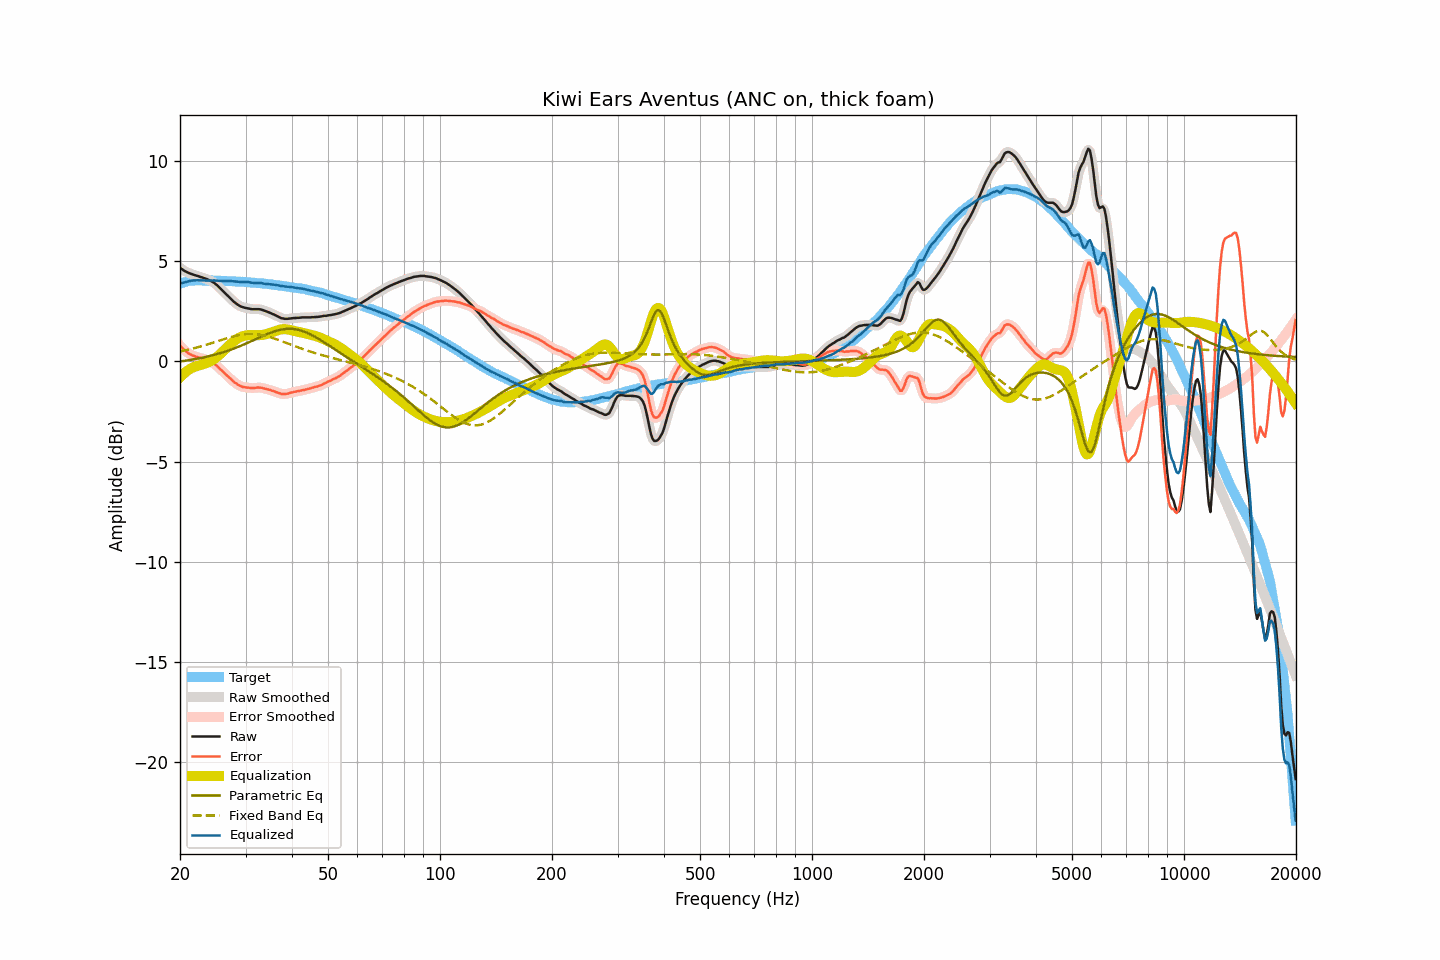 Kiwi Ears Aventus (ANC on, thick foam)
10
5
0
−5
−10
−15
−20
Amplitude (dBr)
Target
Raw Smoothed
Error Smoothed
Raw
Error
Equalization
Parametric Eq
Fixed Band Eq
Equalized
20 50 100 200 500 1000 2000 5000 10000 20000
Frequency (Hz)